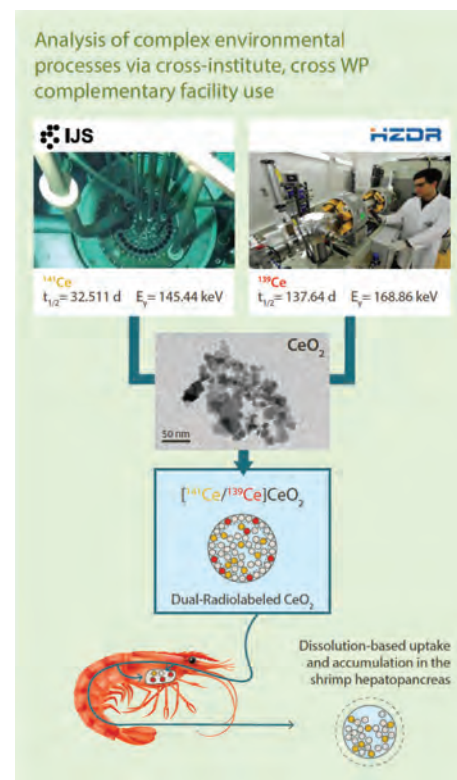 Analysis of complex environmental
processes via cross-institute, cross WP
complementary facility use
IJS
HZDR
¹⁴¹Ce
t₁/₂= 32.511 d Eᵧ= 145.44 keV
¹³⁹Ce
t₁/₂= 137.64 d Eᵧ= 168.86 keV
CeO₂
50 nm
[¹⁴¹Ce/¹³⁹Ce]CeO₂
Dual-Radiolabeled CeO₂
Dissolution-based uptake
and accumulation in the
shrimp hepatopancreas